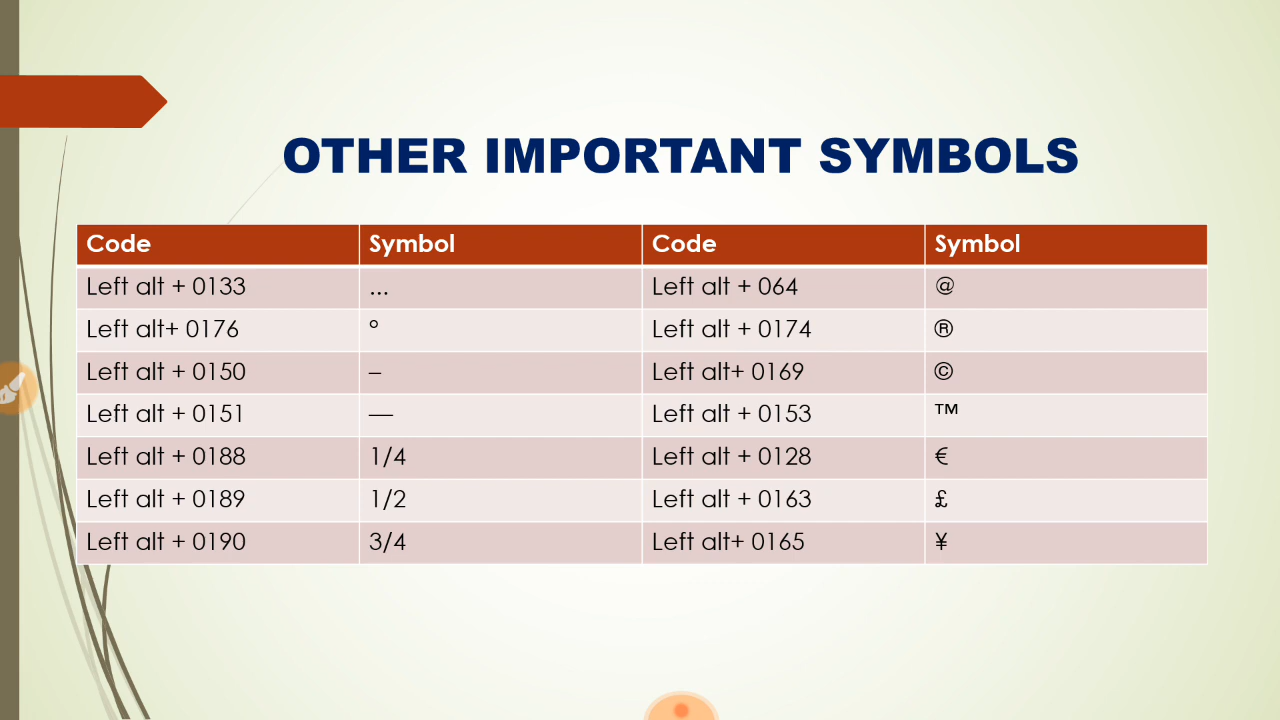 OTHER IMPORTANT SYMBOLS
Code Symbol Code Symbol
Left alt + 0133 ... Left alt + 064 @
Left alt+ 0176 ° Left alt + 0174 ®
Left alt + 0150 – Left alt+ 0169 ©
Left alt + 0151 — Left alt + 0153 ™
Left alt + 0188 1/4 Left alt + 0128 €
Left alt + 0189 1/2 Left alt + 0163 £
Left alt + 0190 3/4 Left alt+ 0165 ¥